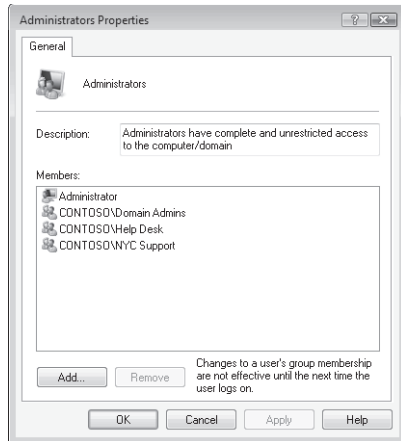 Administrators Properties
General
Administrators
Description:
Administrators have complete and unrestricted access
to the computer/domain
Members:
Administrator
CONTOSO\Domain Admins
CONTOSO\Help Desk
CONTOSO\NYC Support
Add...
Remove
Changes to a user's group membership
are not effective until the next time the
user logs on.
OK
Cancel
Apply
Help